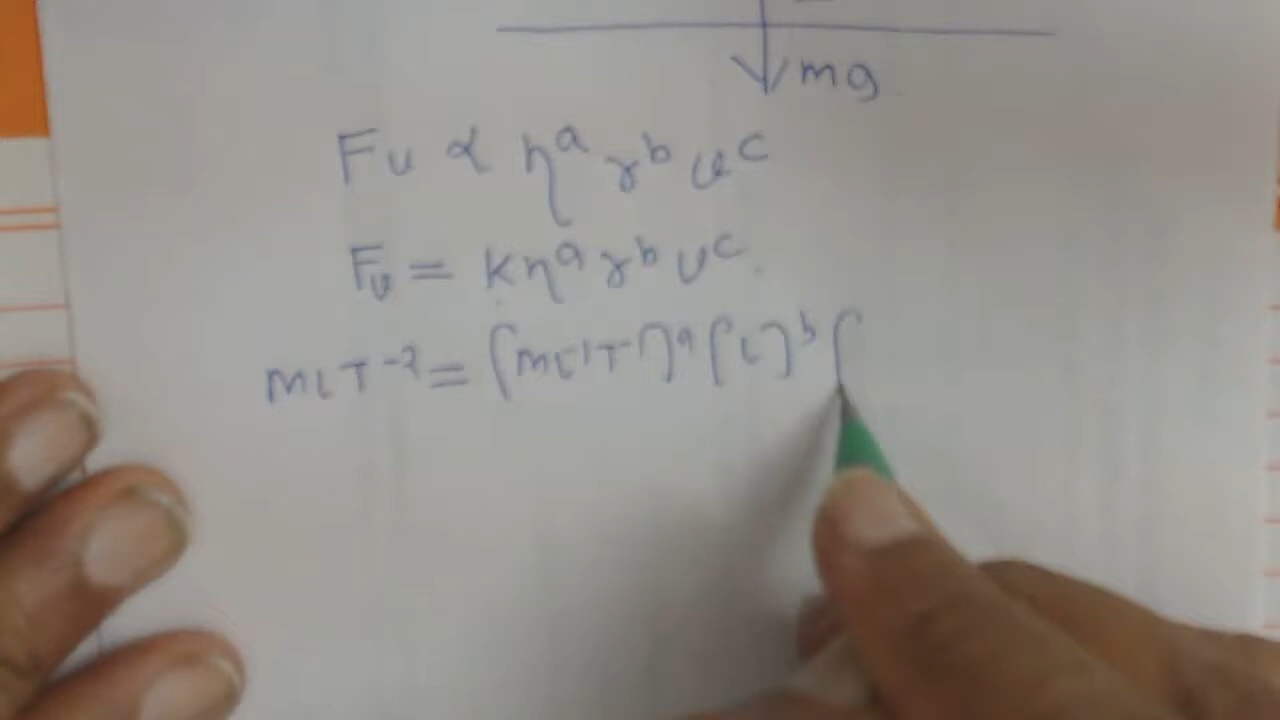 mg
Fv ∝ η^a r^b v^c
Fv = Kη^a r^b v^c.
MLT^-2 = [ML^-1T^-1]^a [L]^b [